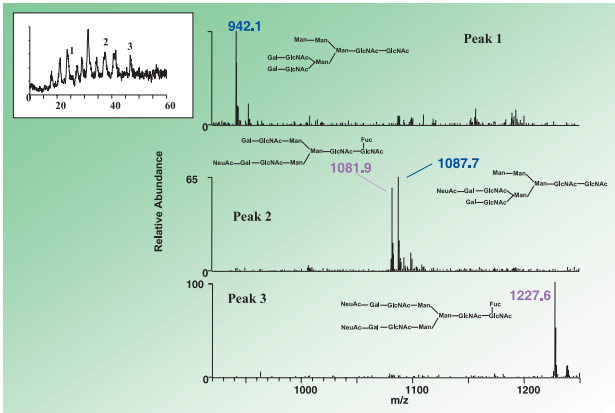 1
2
3
0
20
40
60
942.1
Man—Man
Man—GlcNAc—GlcNAc
Gal—GlcNAc
Man
Gal—GlcNAc
Peak 1
11
0
Gal—GlcNAc—Man
Fuc
Man—GlcNAc—GlcNAc
NeuAc—Gal—GlcNAc—Man
1081.9
1087.7
Man—Man
Man—GlcNAc—GlcNAc
NeuAc—Gal—GlcNAc
Man
Gal—GlcNAc
65
Peak 2
0
Relative Abundance
100
Peak 3
NeuAc—Gal—GlcNAc—Man
Fuc
Man—GlcNAc—GlcNAc
NeuAc—Gal—GlcNAc—Man
1227.6
0
1000
1100
1200
m/z